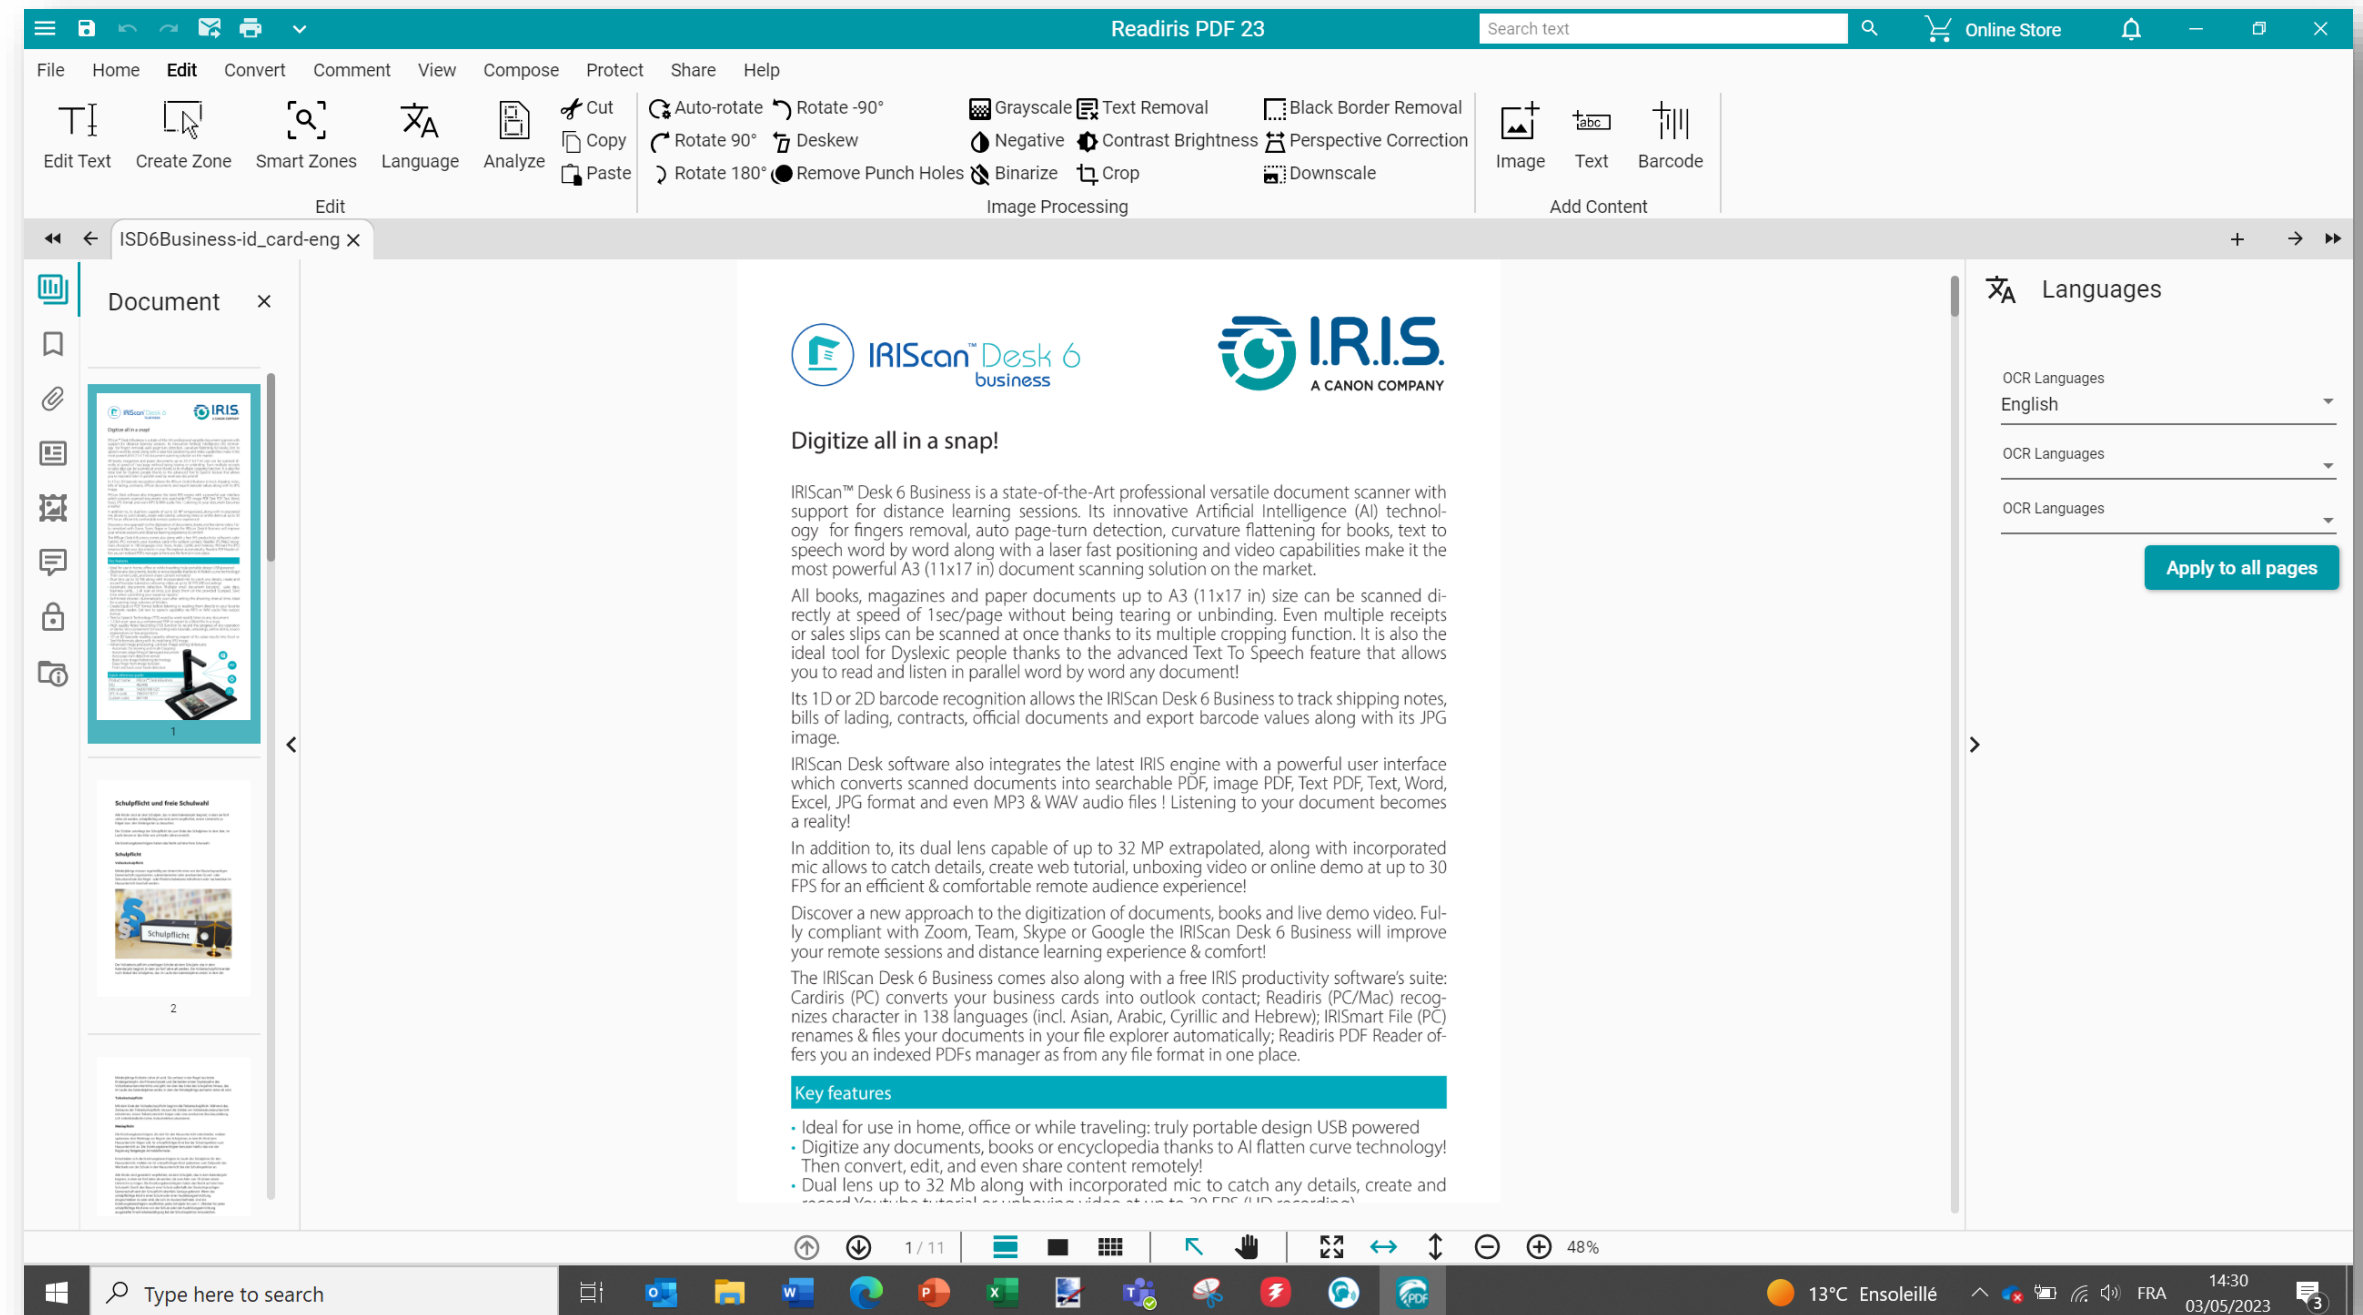 Readiris PDF 23
Search text
Online Store
File Home Edit Convert Comment View Compose Protect Share Help
Edit Text
Create Zone
Smart Zones
Language
Analyze
Cut
Copy
Paste
Edit
Auto-rotate
Rotate -90°
Rotate 90°
Deskew
Rotate 180°
Remove Punch Holes
Grayscale
Text Removal
Black Border Removal
Negative
Contrast Brightness
Perspective Correction
Binarize
Crop
Downscale
Image Processing
Image
Text
Barcode
Add Content
ISD6Business-id_card-eng
Document
1
Schulpflicht und freie Schulwahl
Schulpflicht
Schulpflicht
2
IRIScan™ Desk 6
business
I.R.I.S.
A CANON COMPANY
Digitize all in a snap!
IRIScan™ Desk 6 Business is a state-of-the-Art professional versatile document scanner with
support for distance learning sessions. Its innovative Artificial Intelligence (AI) technol-
ogy for fingers removal, auto page-turn detection, curvature flattening for books, text to
speech word by word along with a laser fast positioning and video capabilities make it the
most powerful A3 (11x17 in) document scanning solution on the market.
All books, magazines and paper documents up to A3 (11x17 in) size can be scanned di-
rectly at speed of 1sec/page without being tearing or unbinding. Even multiple receipts
or sales slips can be scanned at once thanks to its multiple cropping function. It is also the
ideal tool for Dyslexic people thanks to the advanced Text To Speech feature that allows
you to read and listen in parallel word by word any document!
Its 1D or 2D barcode recognition allows the IRIScan Desk 6 Business to track shipping notes,
bills of lading, contracts, official documents and export barcode values along with its JPG
image.
IRIScan Desk software also integrates the latest IRIS engine with a powerful user interface
which converts scanned documents into searchable PDF, image PDF, Text PDF, Text, Word,
Excel, JPG format and even MP3 & WAV audio files ! Listening to your document becomes
a reality!
In addition to, its dual lens capable of up to 32 MP extrapolated, along with incorporated
mic allows to catch details, create web tutorial, unboxing video or online demo at up to 30
FPS for an efficient & comfortable remote audience experience!
Discover a new approach to the digitization of documents, books and live demo video. Ful-
ly compliant with Zoom, Team, Skype or Google the IRIScan Desk 6 Business will improve
your remote sessions and distance learning experience & comfort!
The IRIScan Desk 6 Business comes also along with a free IRIS productivity software's suite:
Cardiris (PC) converts your business cards into outlook contact; Readiris (PC/Mac) recog-
nizes character in 138 languages (incl. Asian, Arabic, Cyrillic and Hebrew); IRISmart File (PC)
renames & files your documents in your file explorer automatically; Readiris PDF Reader of-
fers you an indexed PDFs manager as from any file format in one place.
Key features
• Ideal for use in home, office or while traveling: truly portable design USB powered
• Digitize any documents, books or encyclopedia thanks to AI flatten curve technology!
Then convert, edit, and even share content remotely!
• Dual lens up to 32 Mb along with incorporated mic to catch any details, create and
record Youtube tutorial or unboxing video at up to 30 FPS (HD recording)
Languages
OCR Languages
English
OCR Languages
OCR Languages
Apply to all pages
1 / 11
48%
Type here to search
13°C Ensoleillé
FRA
14:30
03/05/2023
3